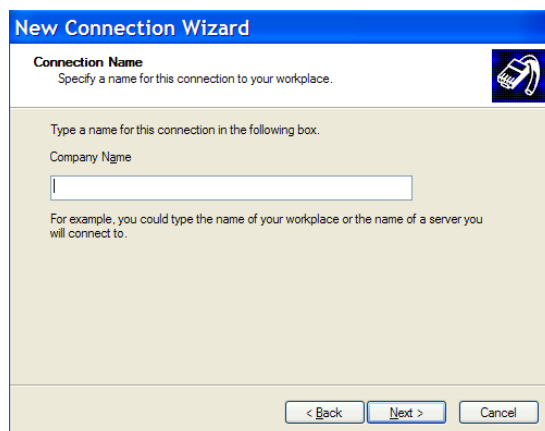 New Connection Wizard
Connection Name
Specify a name for this connection to your workplace.
Type a name for this connection in the following box.
Company Name
For example, you could type the name of your workplace or the name of a server you
will connect to.
< Back Next > Cancel